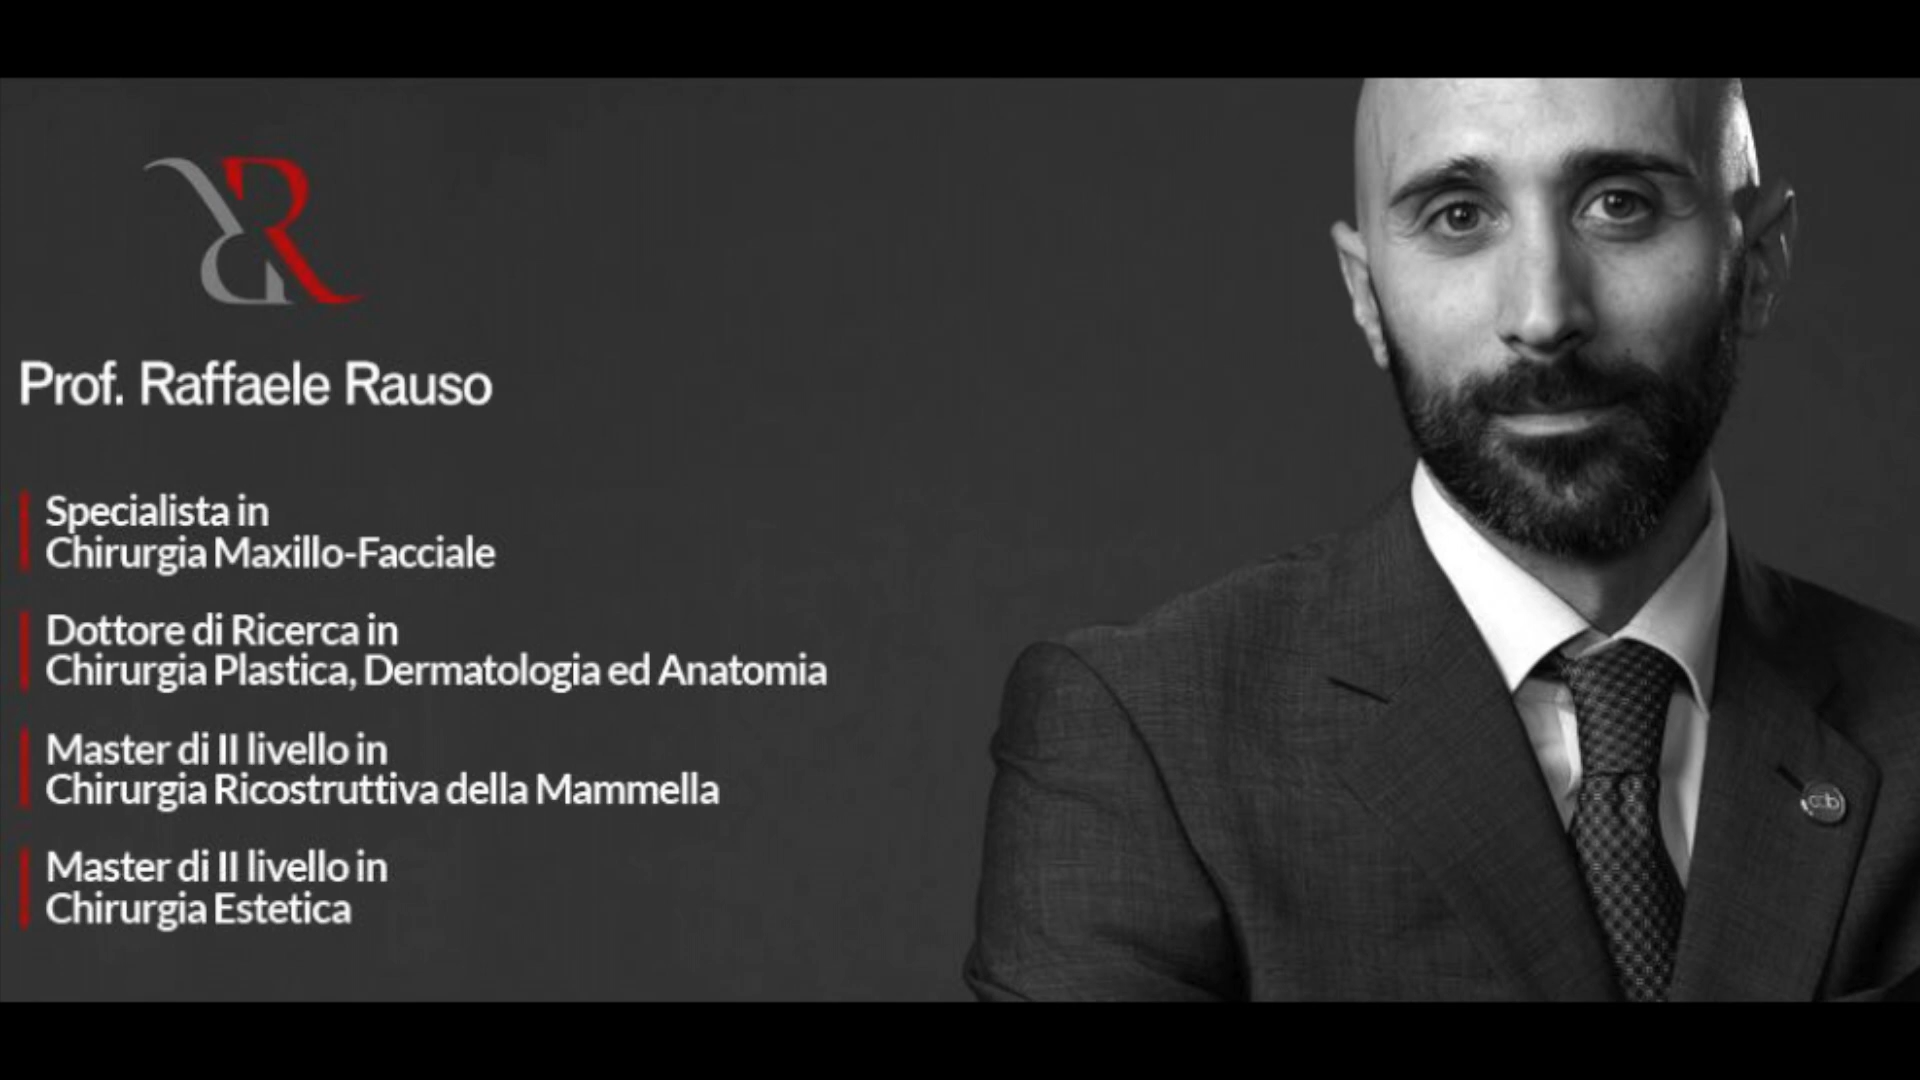 RR
Prof. Raffaele Rauso
Specialista in
Chirurgia Maxillo-Facciale
Dottore di Ricerca in
Chirurgia Plastica, Dermatologia ed Anatomia
Master di II livello in
Chirurgia Ricostruttiva della Mammella
Master di II livello in
Chirurgia Estetica